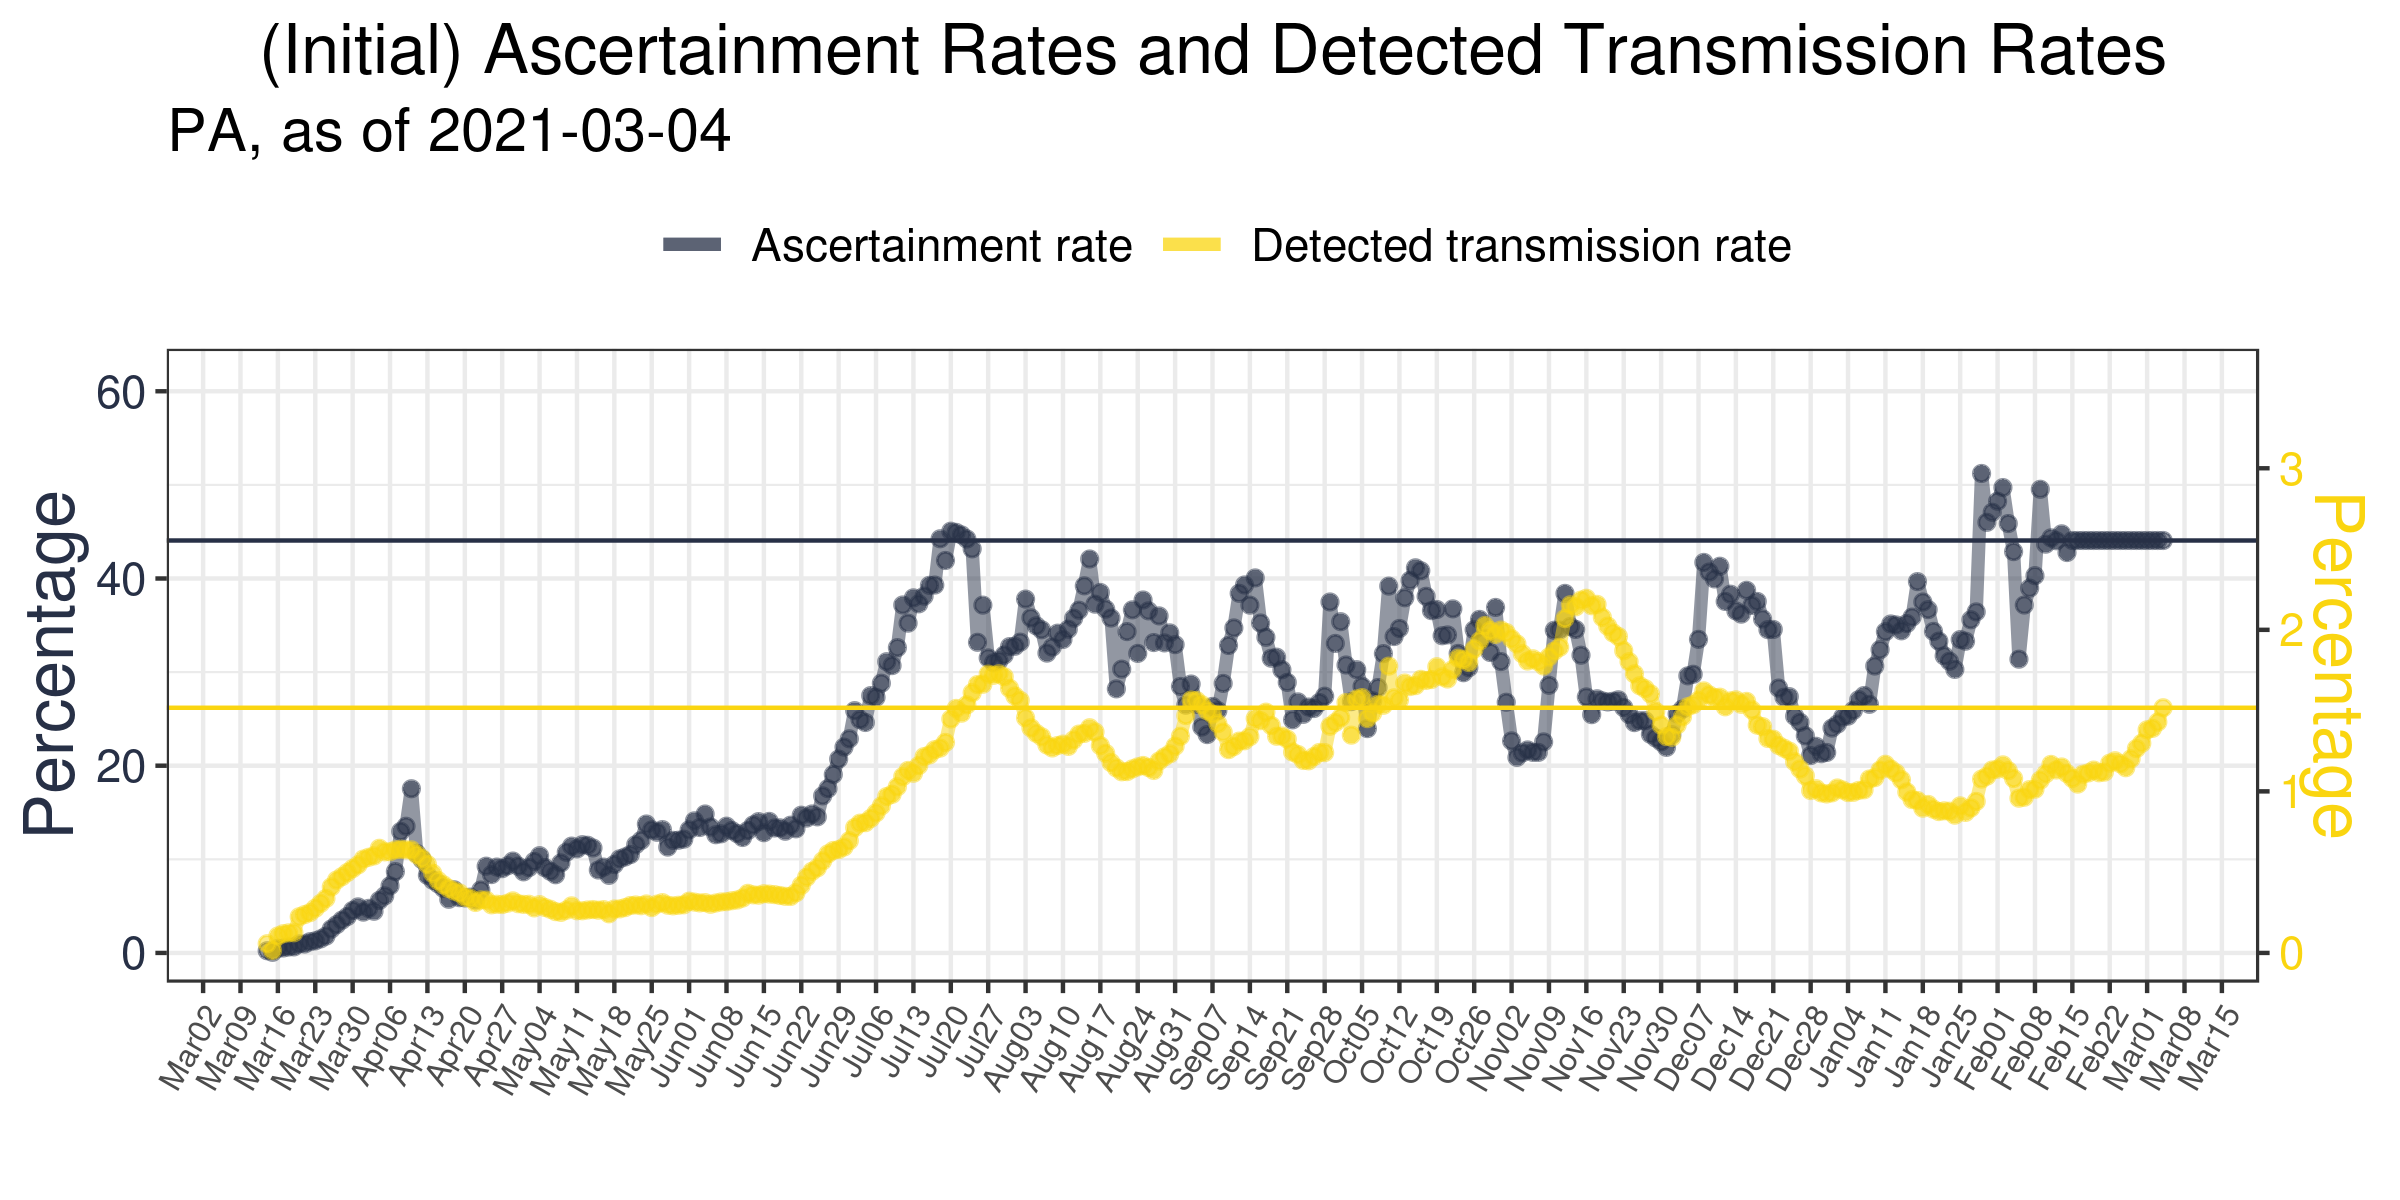 (Initial) Ascertainment Rates and Detected Transmission Rates
PA, as of 2021-03-04
Ascertainment rate
Detected transmission rate
60
40
20
0
Percentage
3
2
1
0
Percentage
Mar02
Mar09
Mar16
Mar23
Mar30
Apr06
Apr13
Apr20
Apr27
May04
May11
May18
May25
Jun01
Jun08
Jun15
Jun22
Jun29
Jul06
Jul13
Jul20
Jul27
Aug03
Aug10
Aug17
Aug24
Aug31
Sep07
Sep14
Sep21
Sep28
Oct05
Oct12
Oct19
Oct26
Nov02
Nov09
Nov16
Nov23
Nov30
Dec07
Dec14
Dec21
Dec28
Jan04
Jan11
Jan18
Jan25
Feb01
Feb08
Feb15
Feb22
Mar01
Mar08
Mar15